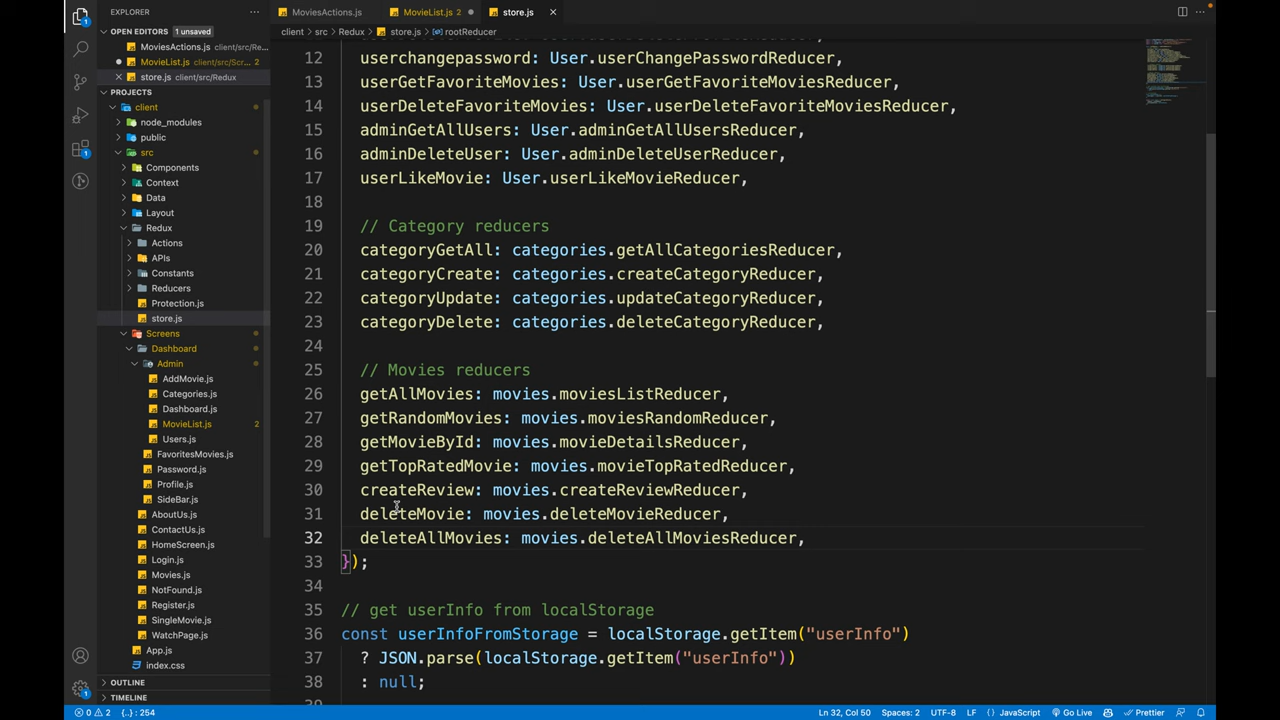 EXPLORER
MoviesActions.js
MovieList.js 2
store.js
OPEN EDITORS 1 unsaved
MoviesActions.js client/src/Re...
MovieList.js client/src/Scr... 2
store.js client/src/Redux
PROJECTS
client
node_modules
public
src
Components
Context
Data
Layout
Redux
Actions
APIs
Constants
Reducers
Protection.js
store.js
Screens
Dashboard
Admin
AddMovie.js
Categories.js
Dashboard.js
MovieList.js 2
Users.js
FavoritesMovies.js
Password.js
Profile.js
SideBar.js
AboutUs.js
ContactUs.js
HomeScreen.js
Login.js
Movies.js
NotFound.js
Register.js
SingleMovie.js
WatchPage.js
App.js
index.css
OUTLINE
TIMELINE
client > src > Redux > store.js > rootReducer
12 userchangepassword: User.userChangePasswordReducer,
13 userGetFavoriteMovies: User.userGetFavoriteMoviesReducer,
14 userDeleteFavoriteMovies: User.userDeleteFavoriteMoviesReducer,
15 adminGetAllUsers: User.adminGetAllUsersReducer,
16 adminDeleteUser: User.adminDeleteUserReducer,
17 userLikeMovie: User.userLikeMovieReducer,
18
19 // Category reducers
20 categoryGetAll: categories.getAllCategoriesReducer,
21 categoryCreate: categories.createCategoryReducer,
22 categoryUpdate: categories.updateCategoryReducer,
23 categoryDelete: categories.deleteCategoryReducer,
24
25 // Movies reducers
26 getAllMovies: movies.moviesListReducer,
27 getRandomMovies: movies.moviesRandomReducer,
28 getMovieById: movies.movieDetailsReducer,
29 getTopRatedMovie: movies.movieTopRatedReducer,
30 createReview: movies.createReviewReducer,
31 deleteMovie: movies.deleteMovieReducer,
32 deleteAllMovies: movies.deleteAllMoviesReducer,
33 });
34
35 // get userInfo from localStorage
36 const userInfoFromStorage = localStorage.getItem("userInfo")
37 ? JSON.parse(localStorage.getItem("userInfo"))
38 : null;
0 2 {..} : 254 Ln 32, Col 50 Spaces: 2 UTF-8 LF {} JavaScript Go Live Prettier